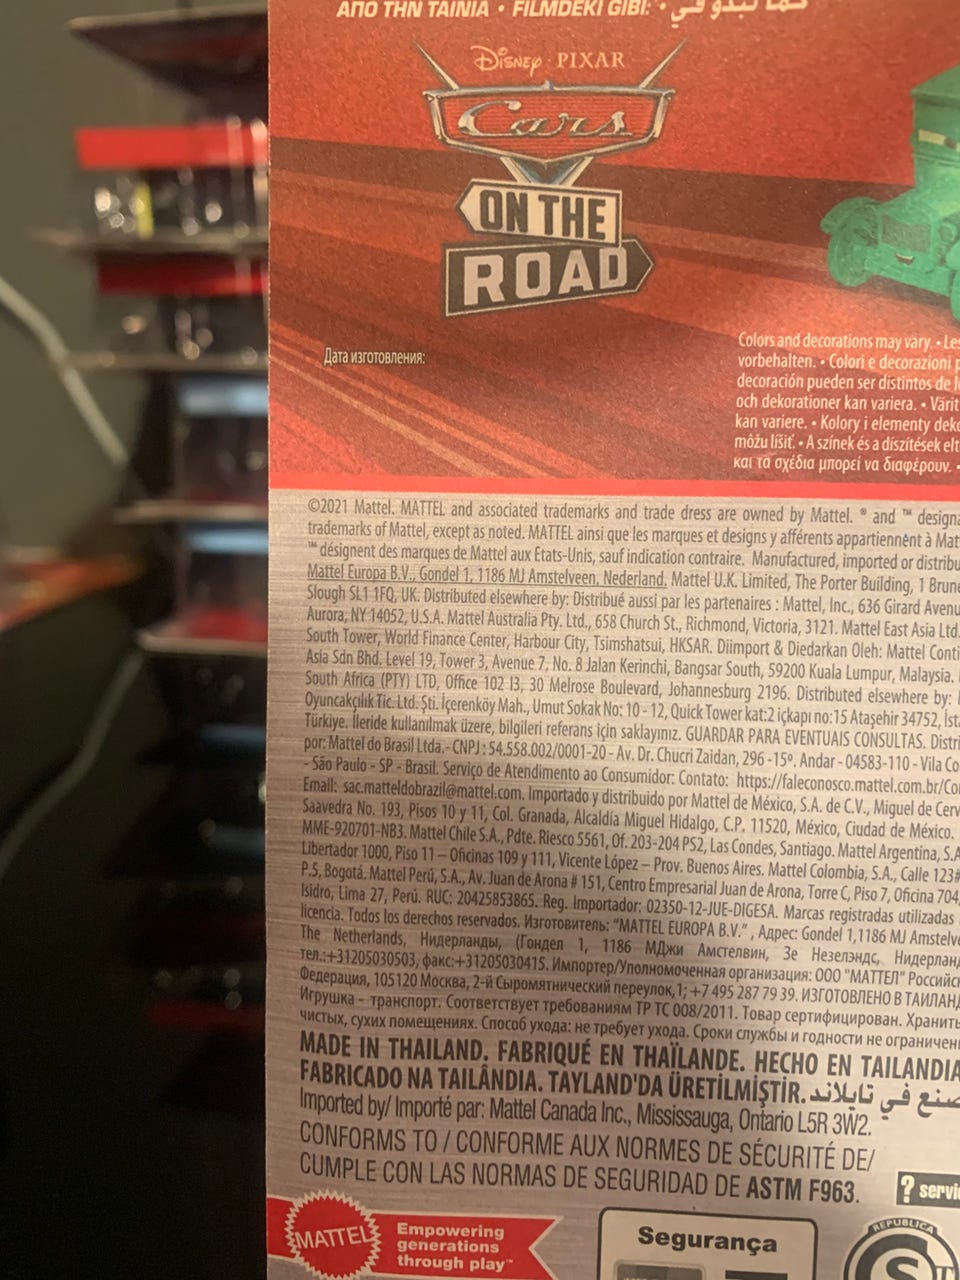 ΑΠΟ ΤΗΝ ΤΑΙΝΙΑ • FILMDEKI GIBI: • كما تبدو في
DISNEY · PIXAR
Cars
ON THE
ROAD
Дата изготовления:
Colors and decorations may vary. • Les
vorbehalten. • Colori e decorazioni
decoración pueden ser distintos de
och dekorationer kan variera. • Värit
kan variere. • Kolory i elementy
môžu líšiť. • A színek és a díszítések
και τα σχέδια μπορεί να διαφέρουν. •
©2021 Mattel. MATTEL and associated trademarks and trade dress are owned by Mattel. ® and ™
trademarks of Mattel, except as noted. MATTEL ainsi que les marques et designs y afférents appartiennent à
™ désignent des marques de Mattel aux Etats-Unis, sauf indication contraire. Manufactured, imported or
Mattel Europa B.V., Gondel 1, 1186 MJ Amstelveen, Nederland. Mattel U.K. Limited, The Porter Building, 1
Slough SL1 1FQ, UK. Distributed elsewhere by: Distribué aussi par les partenaires : Mattel, Inc., 636 Girard
Aurora, NY 14052, U.S.A. Mattel Australia Pty. Ltd., 658 Church St., Richmond, Victoria, 3121. Mattel East Asia Ltd.
South Tower, World Finance Center, Harbour City, Tsimshatsui, HKSAR. Diimport & Diedarkan Oleh: Mattel
Asia Sdn Bhd. Level 19, Tower 3, Avenue 7, No. 8 Jalan Kerinchi, Bangsar South, 59200 Kuala Lumpur, Malaysia.
South Africa (PTY) LTD, Office 102 I3, 30 Melrose Boulevard, Johannesburg 2196. Distributed elsewhere by:
Oyuncakçılık Tic. Ltd. Şti. İçerenköy Mah., Umut Sokak No: 10 - 12, Quick Tower kat:2 içkapı no:15 Ataşehir 34752,
Türkiye. İleride kullanılmak üzere, bilgileri referans için saklayınız. GUARDAR PARA EVENTUAIS CONSULTAS.
por: Mattel do Brasil Ltda.- CNPJ : 54.558.002/0001-20 - Av. Dr. Chucri Zaidan, 296 -15º. Andar - 04583-110 - Vila
- São Paulo - SP - Brasil. Serviço de Atendimento ao Consumidor: Contato: https://faleconosco.mattel.com.br/
Email: sac.matteldobrazil@mattel.com. Importado y distribuido por Mattel de México, S.A. de C.V., Miguel de
Saavedra No. 193, Pisos 10 y 11, Col. Granada, Alcaldía Miguel Hidalgo, C.P. 11520, México, Ciudad de México.
MME-920701-NB3. Mattel Chile S.A., Pdte. Riesco 5561, Of. 203-204 PS2, Las Condes, Santiago. Mattel Argentina, S.A.
Libertador 1000, Piso 11 – Oficinas 109 y 111, Vicente López – Prov. Buenos Aires. Mattel Colombia, S.A., Calle 123#
P.5, Bogotá. Mattel Perú, S.A., Av. Juan de Arona # 151, Centro Empresarial Juan de Arona, Torre C, Piso 7, Oficina 704,
Isidro, Lima 27, Perú. RUC: 20425853865. Reg. Importador: 02350-12-JUE-DIGESA. Marcas registradas utilizadas
licencia. Todos los derechos reservados. Изготовитель: "MATTEL EUROPA B.V." , Адрес: Gondel 1,1186 MJ
The Netherlands, Нидерланды, (Гондел 1, 1186 МДжи Амстелвин, Зе Незелэндс,
тел.:+31205030503, факс:+31205030415. Импортер/Уполномоченная организация: ООО "МАТТЕЛ"
Федерация, 105120 Москва, 2-й Сыромятнический переулок,1; +7 495 287 79 39. ИЗГОТОВЛЕНО В
Игрушка – транспорт. Соответствует требованиям ТР ТС 008/2011. Товар сертифицирован. Хранить
чистых, сухих помещениях. Способ ухода: не требует ухода. Сроки службы и годности не
MADE IN THAILAND. FABRIQUÉ EN THAÏLANDE. HECHO EN TAILANDIA
FABRICADO NA TAILÂNDIA. TAYLAND'DA ÜRETİLMİŞTİR. صنع في تايلاند
Imported by/ Importé par: Mattel Canada Inc., Mississauga, Ontario L5R 3W2.
CONFORMS TO / CONFORME AUX NORMES DE SÉCURITÉ DE/
CUMPLE CON LAS NORMAS DE SEGURIDAD DE ASTM F963.
?
MATTEL
Empowering
generations
through play™
Segurança
REPUBLICA
S